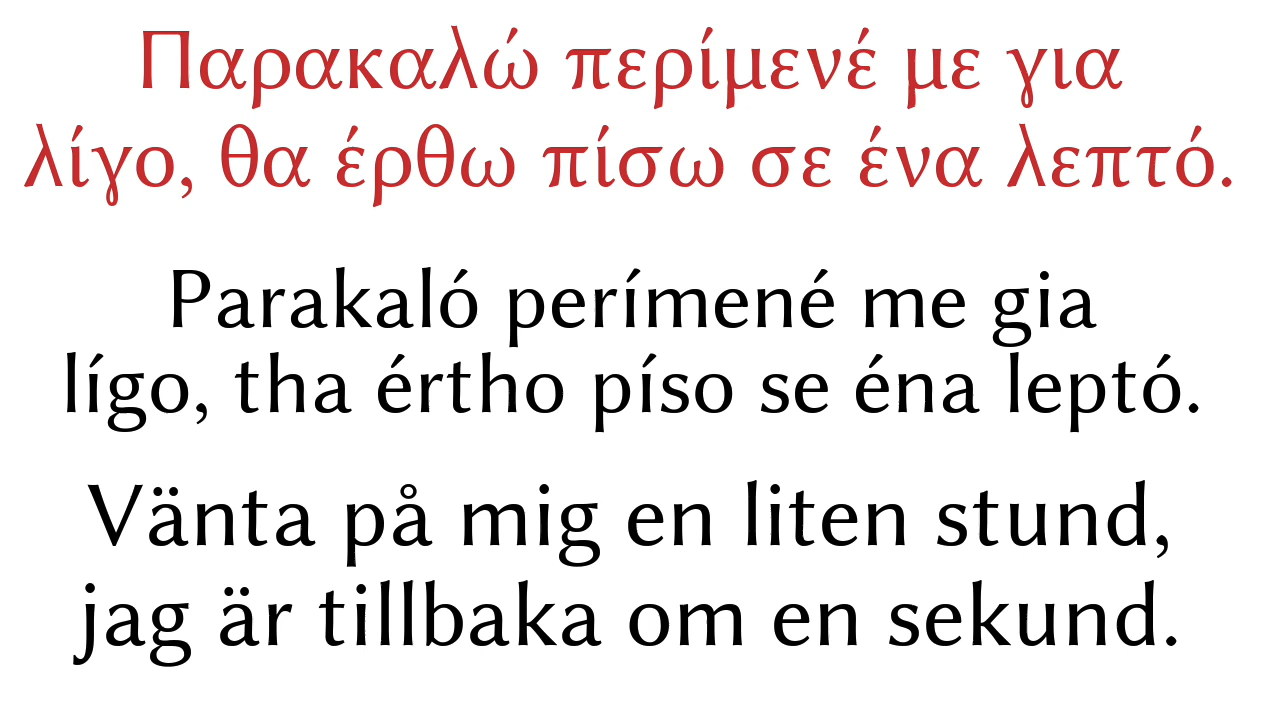 Παρακαλώ περίμενέ με για
λίγο, θα έρθω πίσω σε ένα λεπτό.
Parakaló perímené me gia
lígo, tha értho píso se éna leptó.
Vänta på mig en liten stund,
jag är tillbaka om en sekund.